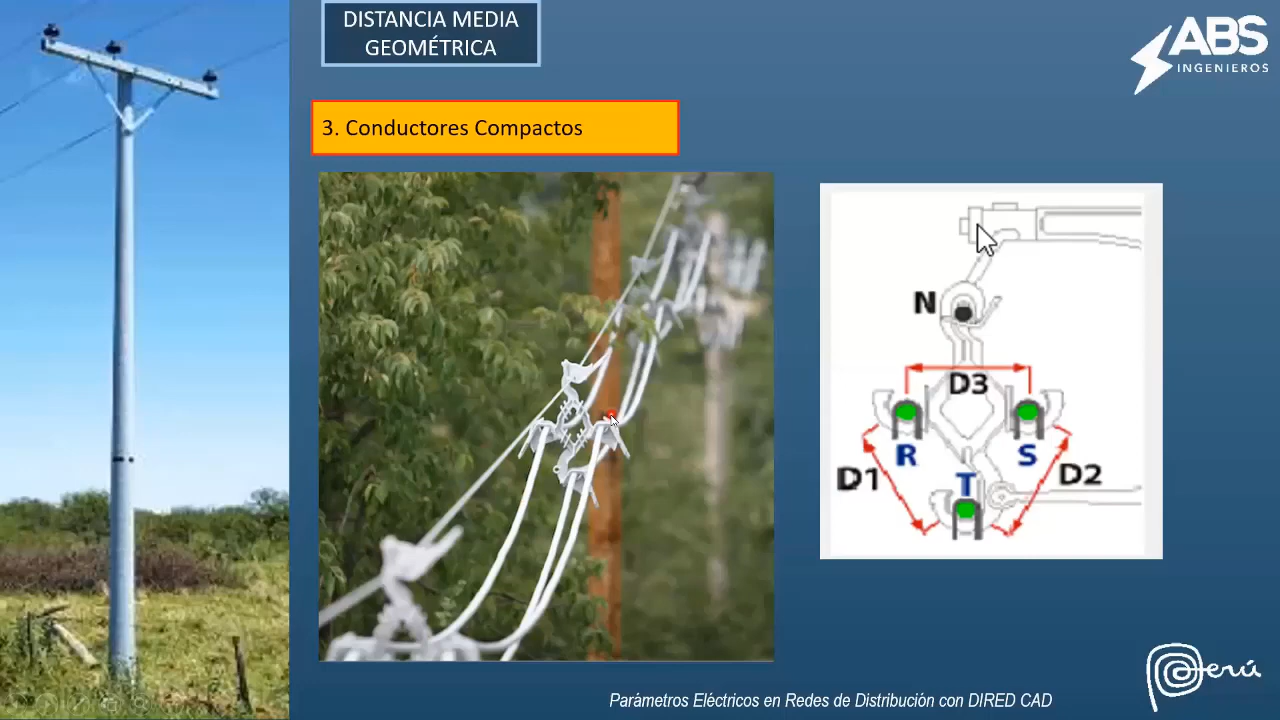 DISTANCIA MEDIA
GEOMÉTRICA
ABS
INGENIEROS
3. Conductores Compactos
N
D3
R
S
D1
T
D2
Perú
Parámetros Eléctricos en Redes de Distribución con DIRED CAD